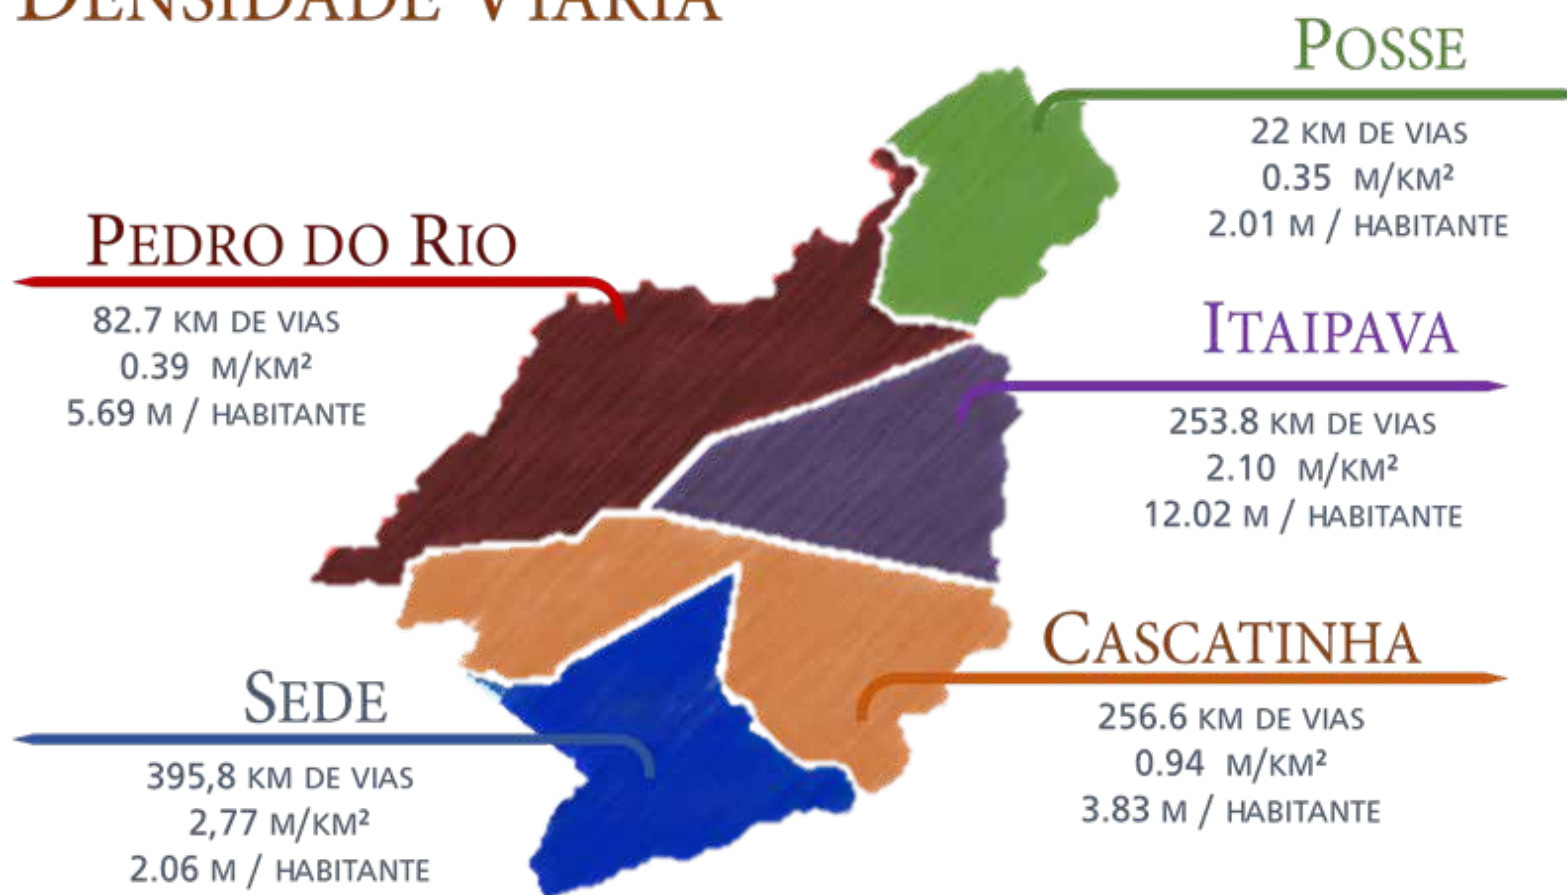 DENSIDADE VIÁRIA
POSSE
22 KM DE VIAS
0.35 M/KM²
2.01 M / HABITANTE
PEDRO DO RIO
82.7 KM DE VIAS
0.39 M/KM²
5.69 M / HABITANTE
ITAIPAVA
253.8 KM DE VIAS
2.10 M/KM²
12.02 M / HABITANTE
CASCATINHA
256.6 KM DE VIAS
0.94 M/KM²
3.83 M / HABITANTE
SEDE
395,8 KM DE VIAS
2,77 M/KM²
2.06 M / HABITANTE